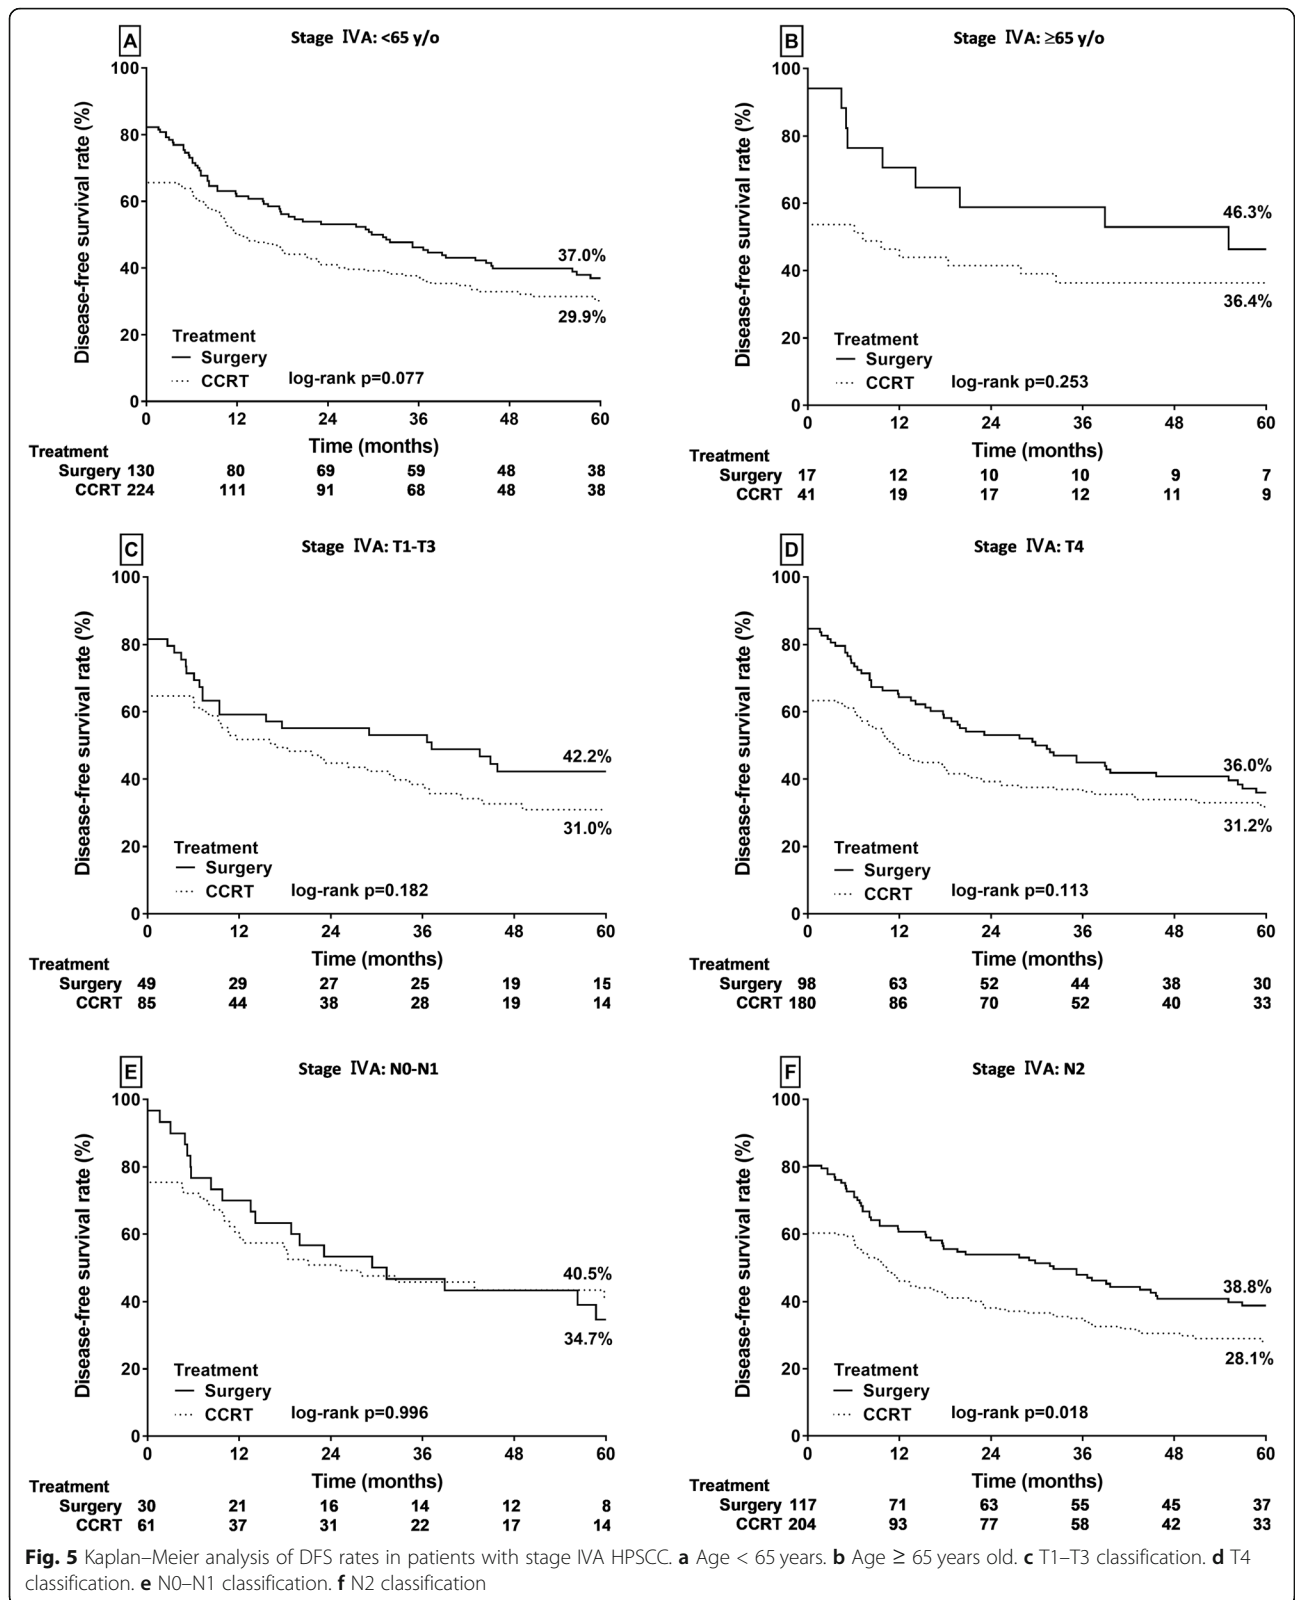 A
Stage IVA: <65 y/o
Disease-free survival rate (%)
100
80
60
40
20
0
37.0%
29.9%
Treatment
Surgery
CCRT
log-rank p=0.077
0 12 24 36 48 60
Time (months)
Treatment
Surgery 130 80 69 59 48 38
CCRT 224 111 91 68 48 38
B
Stage IVA: ≥65 y/o
Disease-free survival rate (%)
100
80
60
40
20
0
46.3%
36.4%
Treatment
Surgery
CCRT
log-rank p=0.253
0 12 24 36 48 60
Time (months)
Treatment
Surgery 17 12 10 10 9 7
CCRT 41 19 17 12 11 9
C
Stage IVA: T1-T3
Disease-free survival rate (%)
100
80
60
40
20
0
42.2%
31.0%
Treatment
Surgery
CCRT
log-rank p=0.182
0 12 24 36 48 60
Time (months)
Treatment
Surgery 49 29 27 25 19 15
CCRT 85 44 38 28 19 14
D
Stage IVA: T4
Disease-free survival rate (%)
100
80
60
40
20
0
36.0%
31.2%
Treatment
Surgery
CCRT
log-rank p=0.113
0 12 24 36 48 60
Time (months)
Treatment
Surgery 98 63 52 44 38 30
CCRT 180 86 70 52 40 33
E
Stage IVA: N0-N1
Disease-free survival rate (%)
100
80
60
40
20
0
40.5%
34.7%
Treatment
Surgery
CCRT
log-rank p=0.996
0 12 24 36 48 60
Time (months)
Treatment
Surgery 30 21 16 14 12 8
CCRT 61 37 31 22 17 14
F
Stage IVA: N2
Disease-free survival rate (%)
100
80
60
40
20
0
38.8%
28.1%
Treatment
Surgery
CCRT
log-rank p=0.018
0 12 24 36 48 60
Time (months)
Treatment
Surgery 117 71 63 55 45 37
CCRT 204 93 77 58 42 33
Fig. 5 Kaplan–Meier analysis of DFS rates in patients with stage IVA HPSCC. a Age < 65 years. b Age ≥ 65 years old. c T1–T3 classification. d T4
classification. e N0–N1 classification. f N2 classification